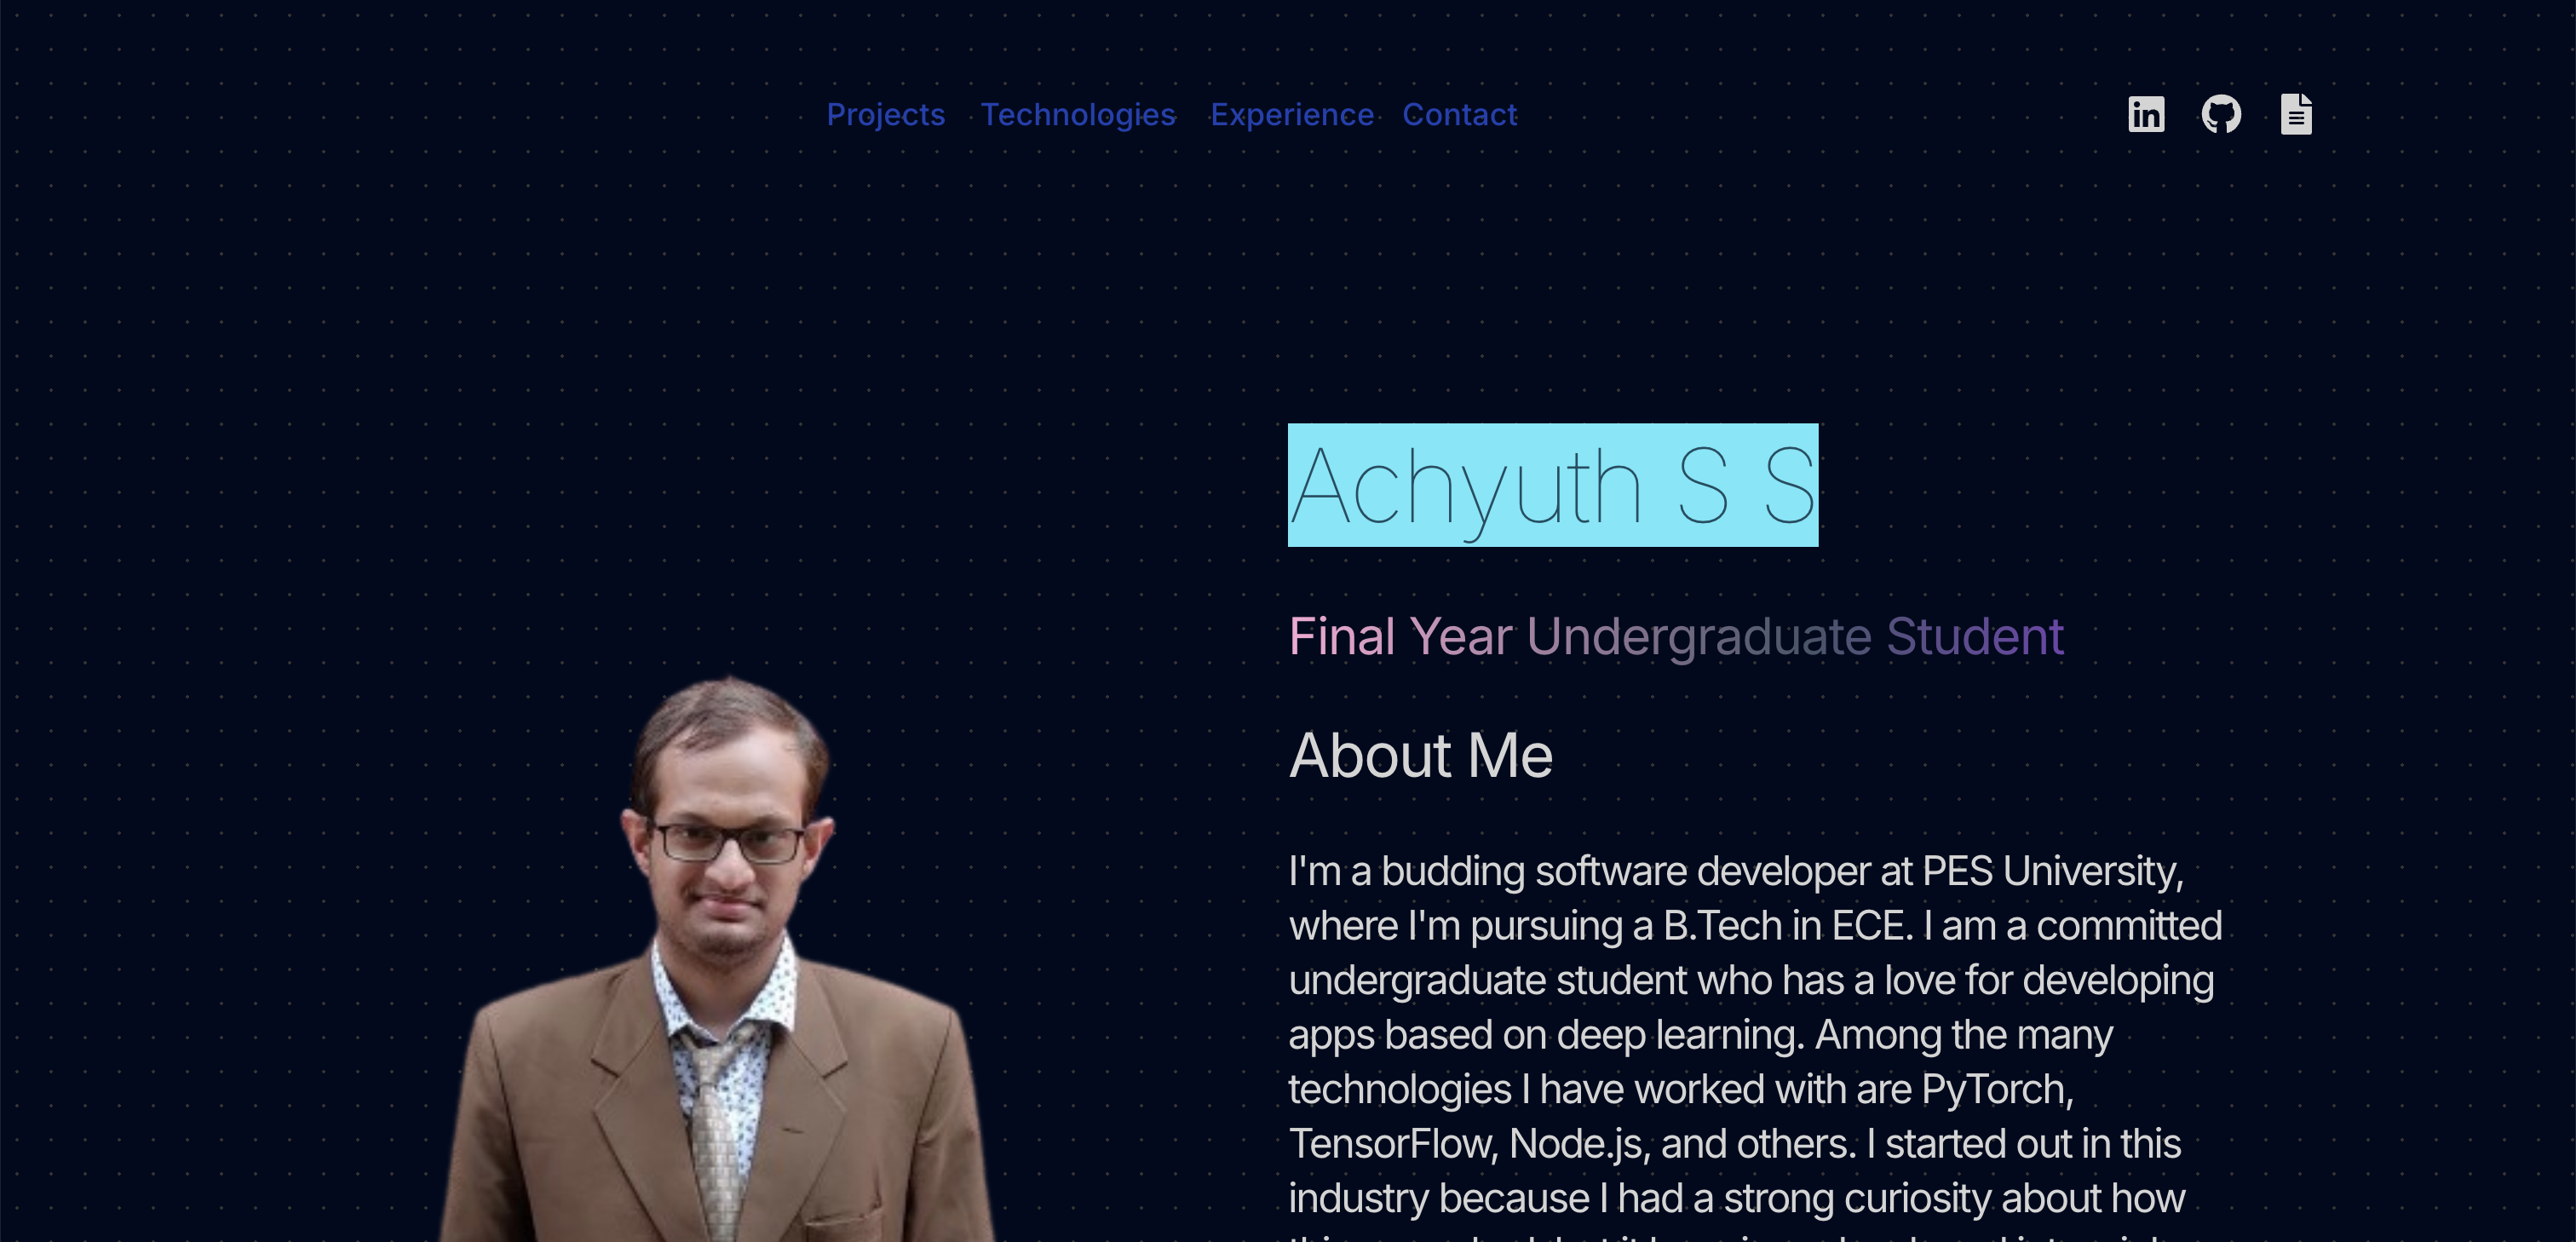 Projects Technologies Experience Contact
in
Achyuth S S
Final Year Undergraduate Student
About Me
I'm a budding software developer at PES University,
where I'm pursuing a B.Tech in ECE. I am a committed
undergraduate student who has a love for developing
apps based on deep learning. Among the many
technologies I have worked with are PyTorch,
TensorFlow, Node.js, and others. I started out in this
industry because I had a strong curiosity about how